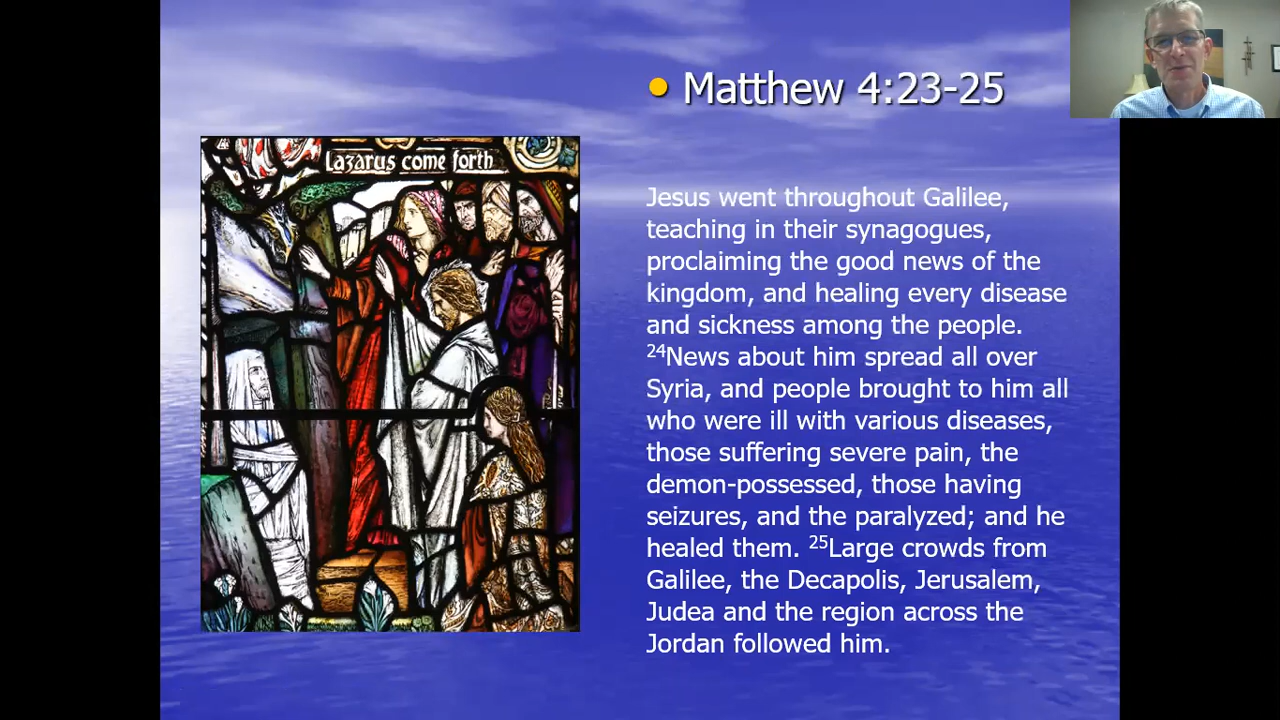 Matthew 4:23-25
Lazarus come forth
Jesus went throughout Galilee,
teaching in their synagogues,
proclaiming the good news of the
kingdom, and healing every disease
and sickness among the people.
24News about him spread all over
Syria, and people brought to him all
who were ill with various diseases,
those suffering severe pain, the
demon-possessed, those having
seizures, and the paralyzed; and he
healed them. 25Large crowds from
Galilee, the Decapolis, Jerusalem,
Judea and the region across the
Jordan followed him.